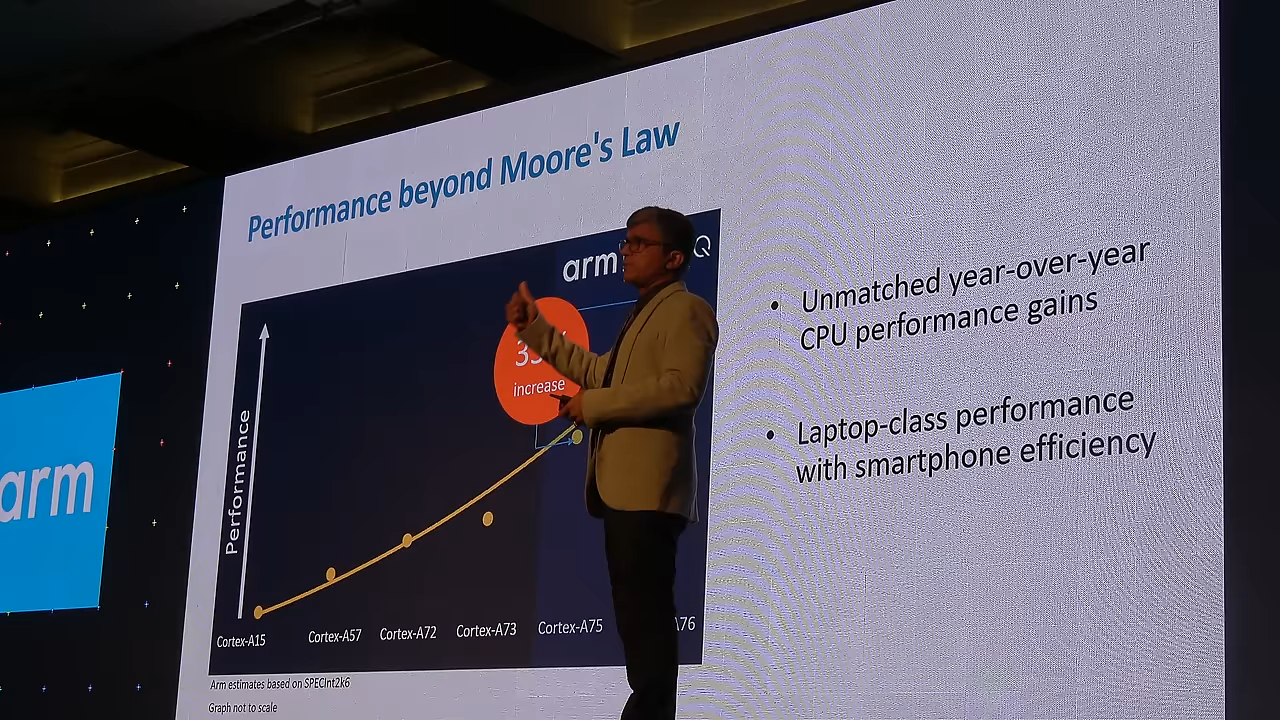 Performance beyond Moore's Law
arm
Q
increase
Performance
Cortex-A15
Cortex-A57
Cortex-A72
Cortex-A73
Cortex-A75
A76
Arm estimates based on SPECInt2k6
Graph not to scale
• Unmatched year-over-year
CPU performance gains
• Laptop-class performance
with smartphone efficiency
arm